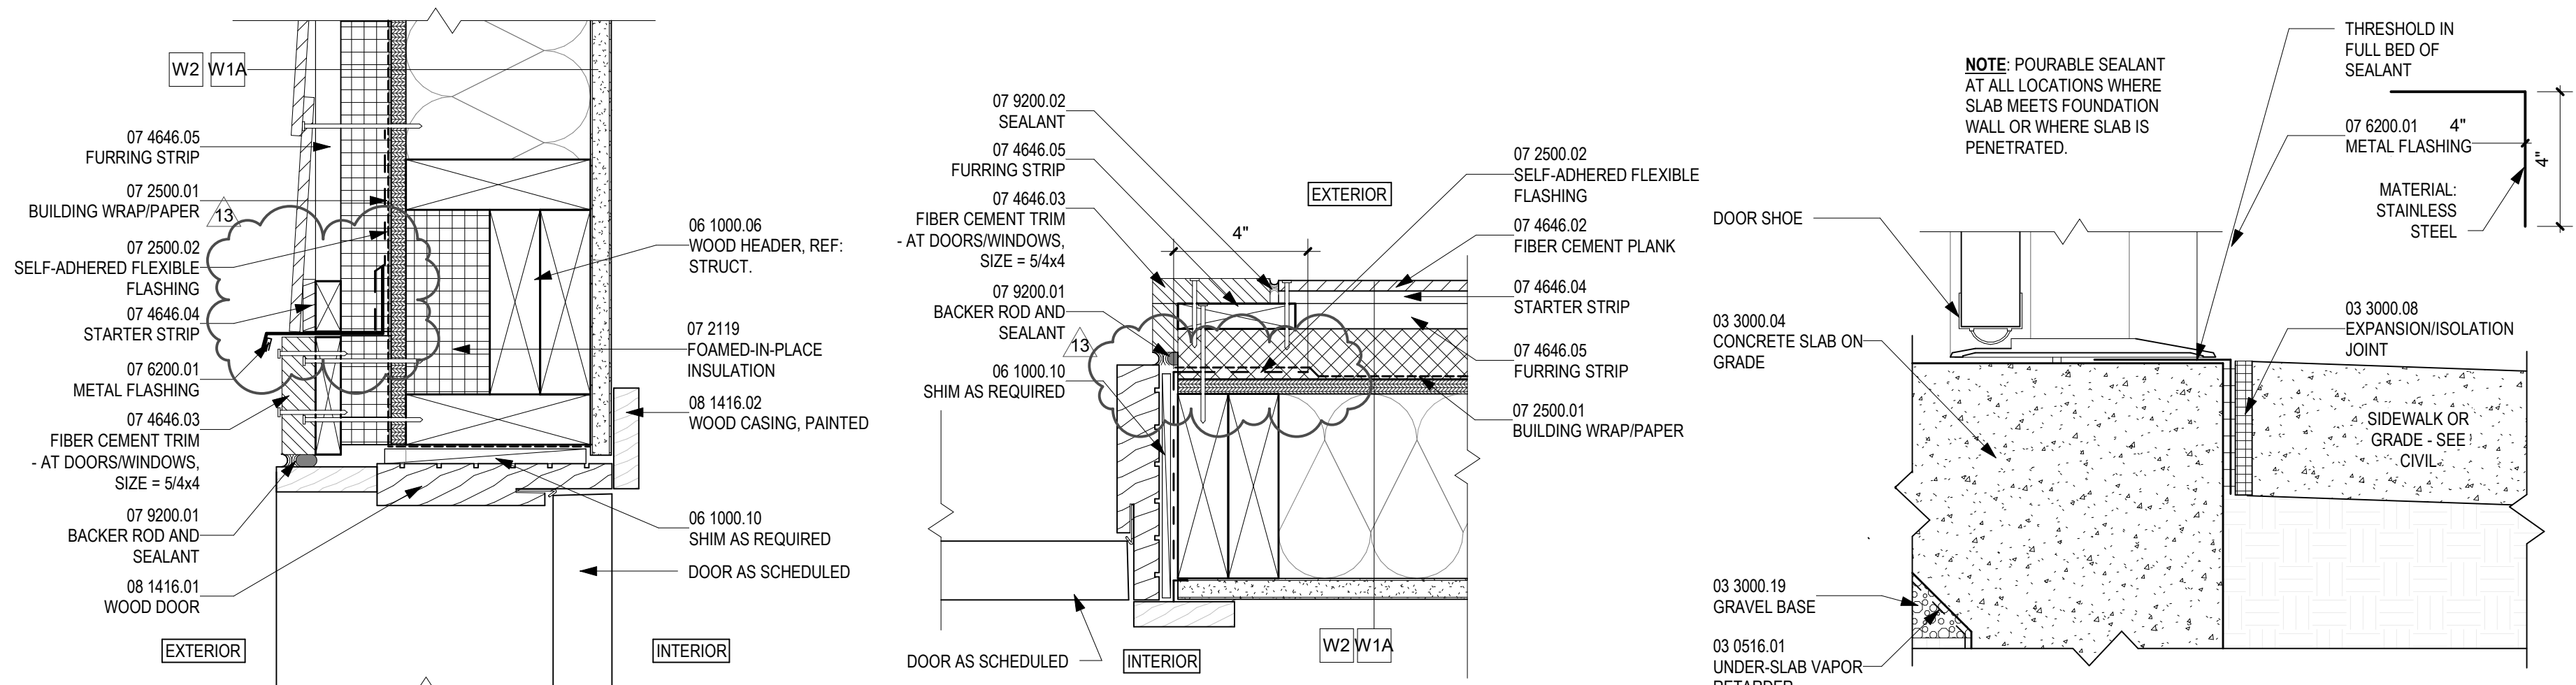 W2 W1A
07 4646.05
FURRING STRIP
07 2500.01
BUILDING WRAP/PAPER
13
07 2500.02
SELF-ADHERED FLEXIBLE
FLASHING
07 4646.04
STARTER STRIP
07 6200.01
METAL FLASHING
07 4646.03
FIBER CEMENT TRIM
- AT DOORS/WINDOWS,
SIZE = 5/4x4
07 9200.01
BACKER ROD AND
SEALANT
08 1416.01
WOOD DOOR
EXTERIOR
06 1000.06
WOOD HEADER, REF:
STRUCT.
07 2119
FOAMED-IN-PLACE
INSULATION
08 1416.02
WOOD CASING, PAINTED
06 1000.10
SHIM AS REQUIRED
DOOR AS SCHEDULED
INTERIOR
07 9200.02
SEALANT
07 4646.05
FURRING STRIP
07 4646.03
FIBER CEMENT TRIM
- AT DOORS/WINDOWS,
SIZE = 5/4x4
07 9200.01
BACKER ROD AND
SEALANT
13
06 1000.10
SHIM AS REQUIRED
DOOR AS SCHEDULED
INTERIOR
EXTERIOR
4"
07 2500.02
SELF-ADHERED FLEXIBLE
FLASHING
07 4646.02
FIBER CEMENT PLANK
07 4646.04
STARTER STRIP
07 4646.05
FURRING STRIP
07 2500.01
BUILDING WRAP/PAPER
W2 W1A
NOTE: POURABLE SEALANT
AT ALL LOCATIONS WHERE
SLAB MEETS FOUNDATION
WALL OR WHERE SLAB IS
PENETRATED.
DOOR SHOE
03 3000.04
CONCRETE SLAB ON
GRADE
03 3000.19
GRAVEL BASE
03 0516.01
UNDER-SLAB VAPOR
RETARDER
THRESHOLD IN
FULL BED OF
SEALANT
07 6200.01
METAL FLASHING
4"
4"
MATERIAL:
STAINLESS
STEEL
03 3000.08
EXPANSION/ISOLATION
JOINT
SIDEWALK OR
GRADE - SEE
CIVIL